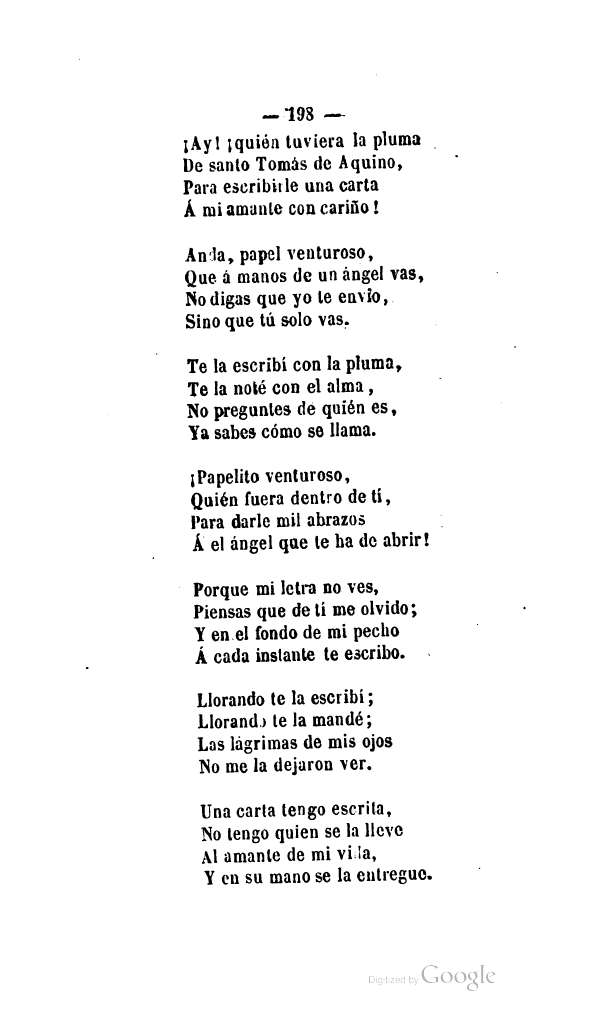 — 198 —
¡Ay! ¡quién tuviera la pluma
De santo Tomás de Aquino,
Para escribirle una carta
Á mi amante con cariño!

Anda, papel venturoso,
Que á manos de un ángel vas,
No digas que yo te envio,
Sino que tú solo vas.

Te la escribí con la pluma,
Te la noté con el alma,
No preguntes de quién es,
Ya sabes cómo se llama.

¡Papelito venturoso,
Quién fuera dentro de tí,
Para darle mil abrazos
Á el ángel que te ha de abrir!

Porque mi letra no ves,
Piensas que de tí me olvido;
Y en el fondo de mi pecho
Á cada instante te escribo.

Llorando te la escribí;
Llorando te la mandé;
Las lágrimas de mis ojos
No me la dejaron ver.

Una carta tengo escrita,
No tengo quien se la lleve
Al amante de mi vida,
Y en su mano se la entregue.

Digitized by Google